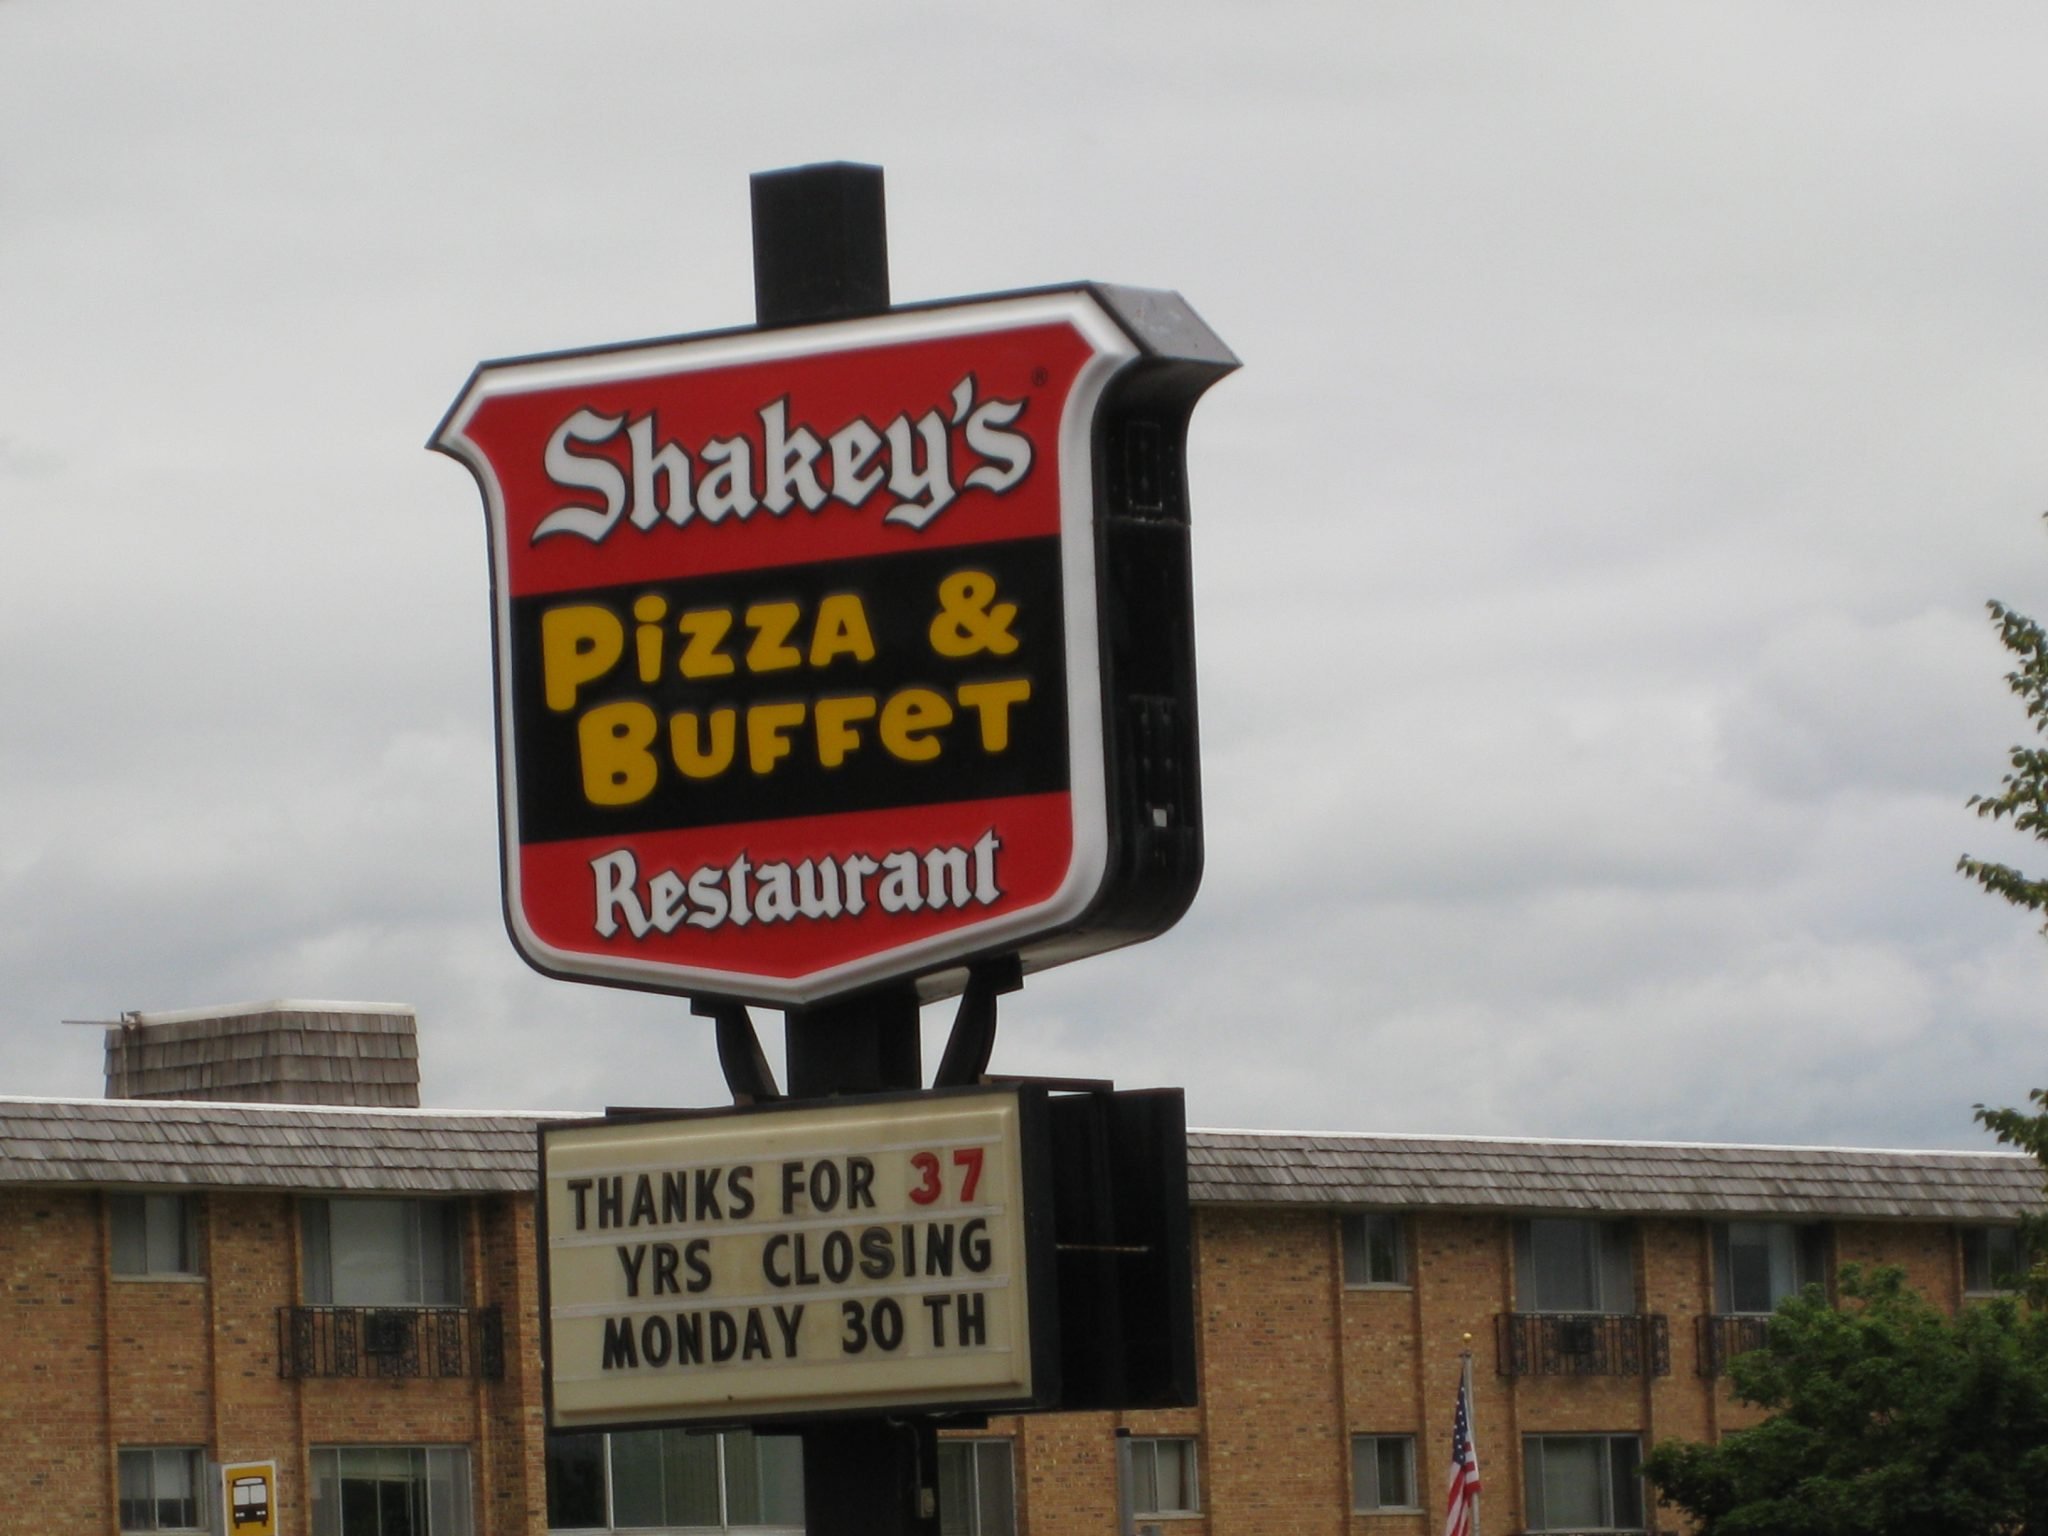 Shakey's®
Pizza &
Buffet
Restaurant
THANKS FOR 37
YRS CLOSING
MONDAY 30 TH